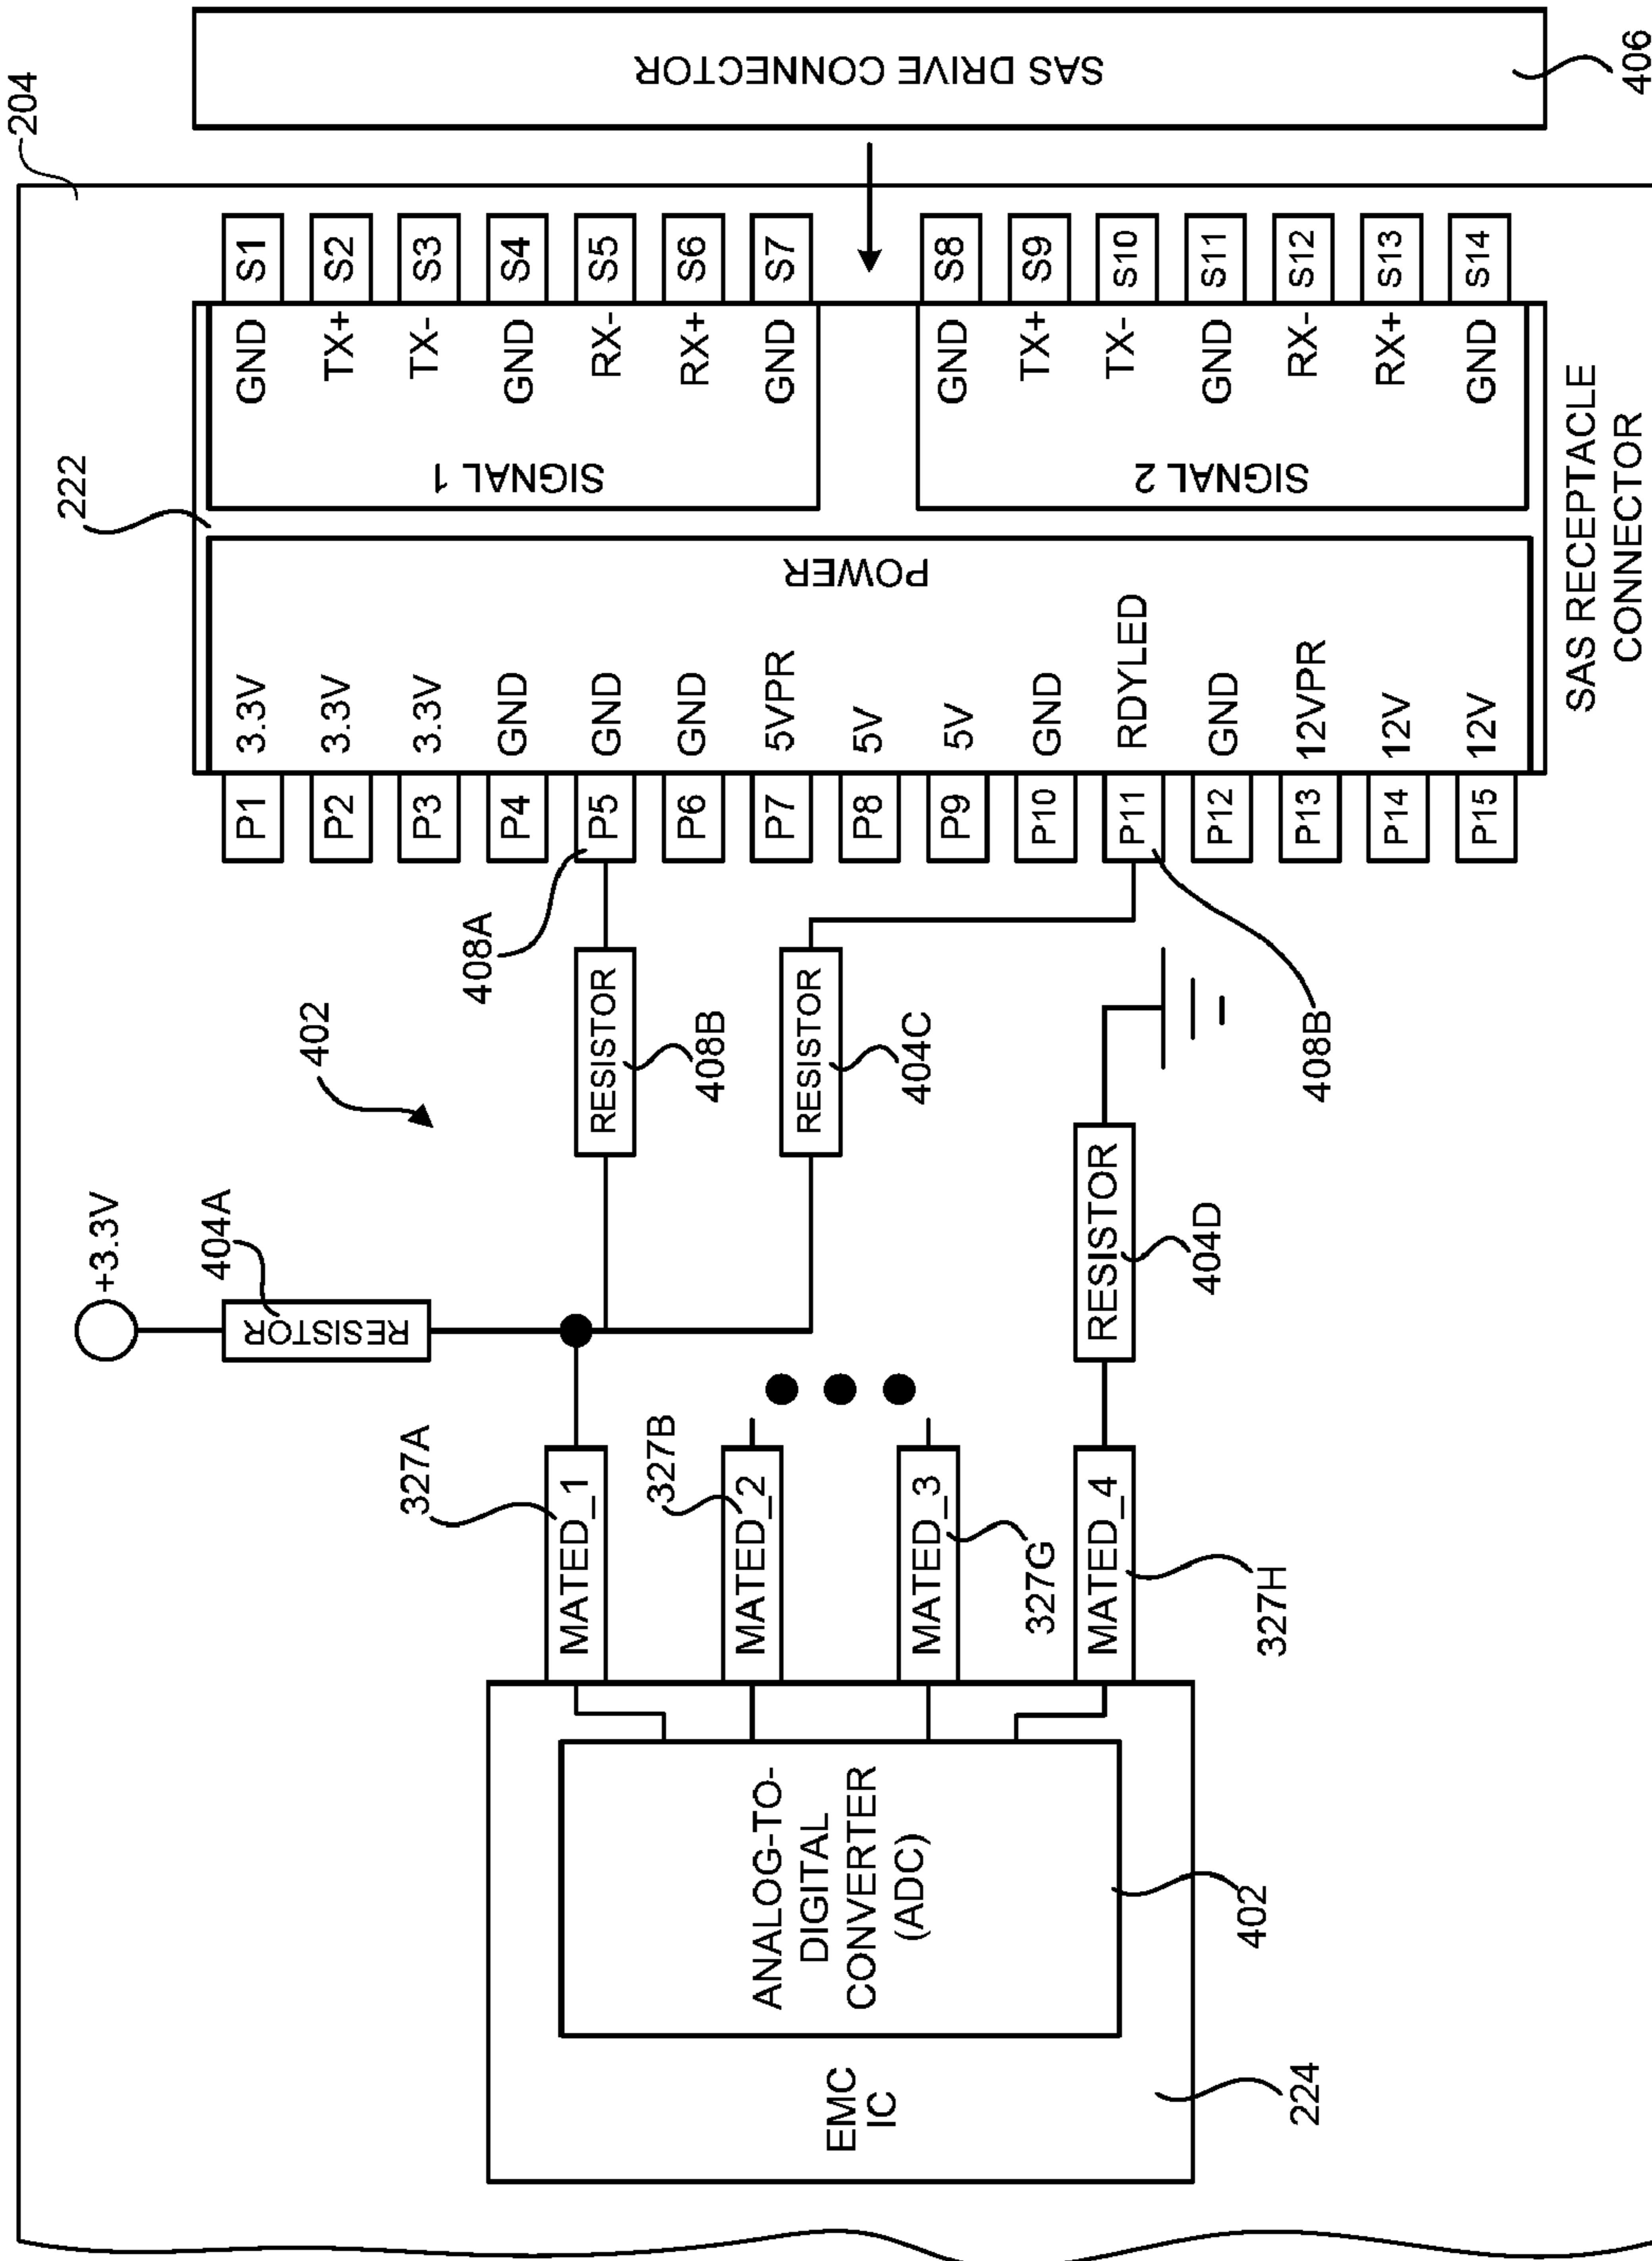 204
SAS DRIVE CONNECTOR
406
222
S1
S2
S3
S4
S5
S6
S7
S8
S9
S10
S11
S12
S13
S14
GND
TX+
TX-
GND
RX-
RX+
GND
SIGNAL 1
GND
TX+
TX-
GND
RX-
RX+
GND
SIGNAL 2
POWER
3.3V
3.3V
3.3V
GND
GND
GND
5VPR
5V
5V
GND
RDYLED
GND
12VPR
12V
12V
P1
P2
P3
P4
P5
P6
P7
P8
P9
P10
P11
P12
P13
P14
P15
SAS RECEPTACLE
CONNECTOR
408A
408B
402
RESISTOR
408B
RESISTOR
404C
+3.3V
404A
RESISTOR
RESISTOR
404D
327A
MATED_1
327B
MATED_2
MATED_3
327G
MATED_4
327H
ANALOG-TO-
DIGITAL
CONVERTER
(ADC)
402
EMC
IC
224